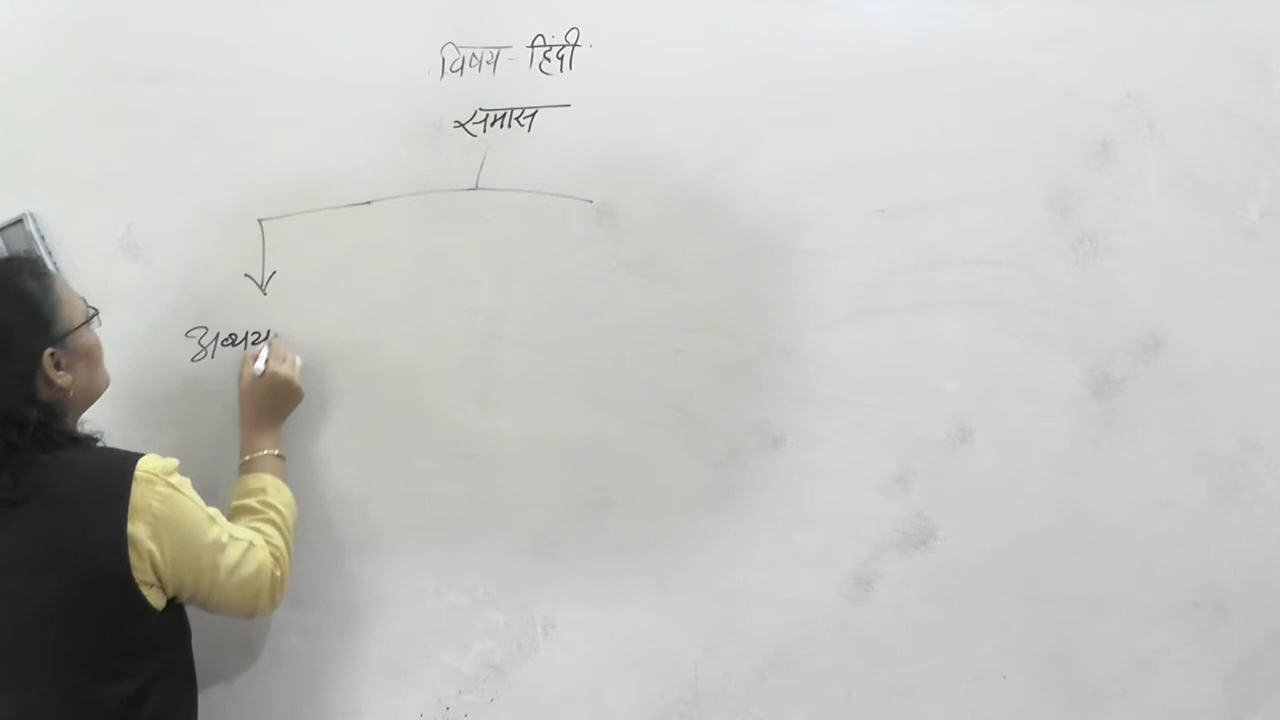 विषय - हिंदी
समास
अव्यय